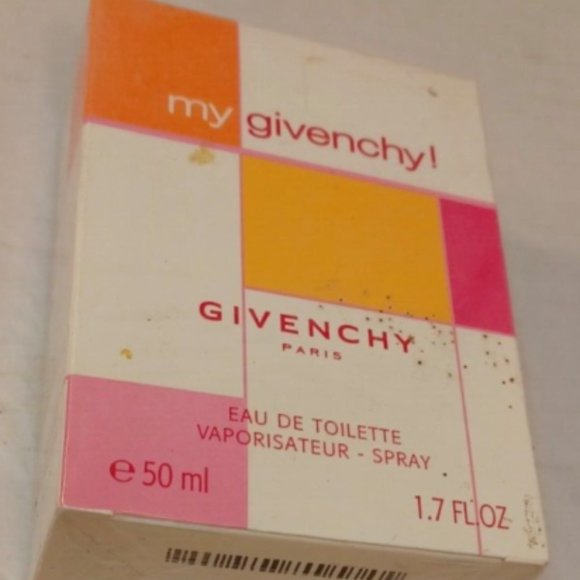 my givenchy!
GIVENCHY
PARIS
EAU DE TOILETTE
VAPORISATEUR - SPRAY
e 50 ml
1.7 FL.OZ